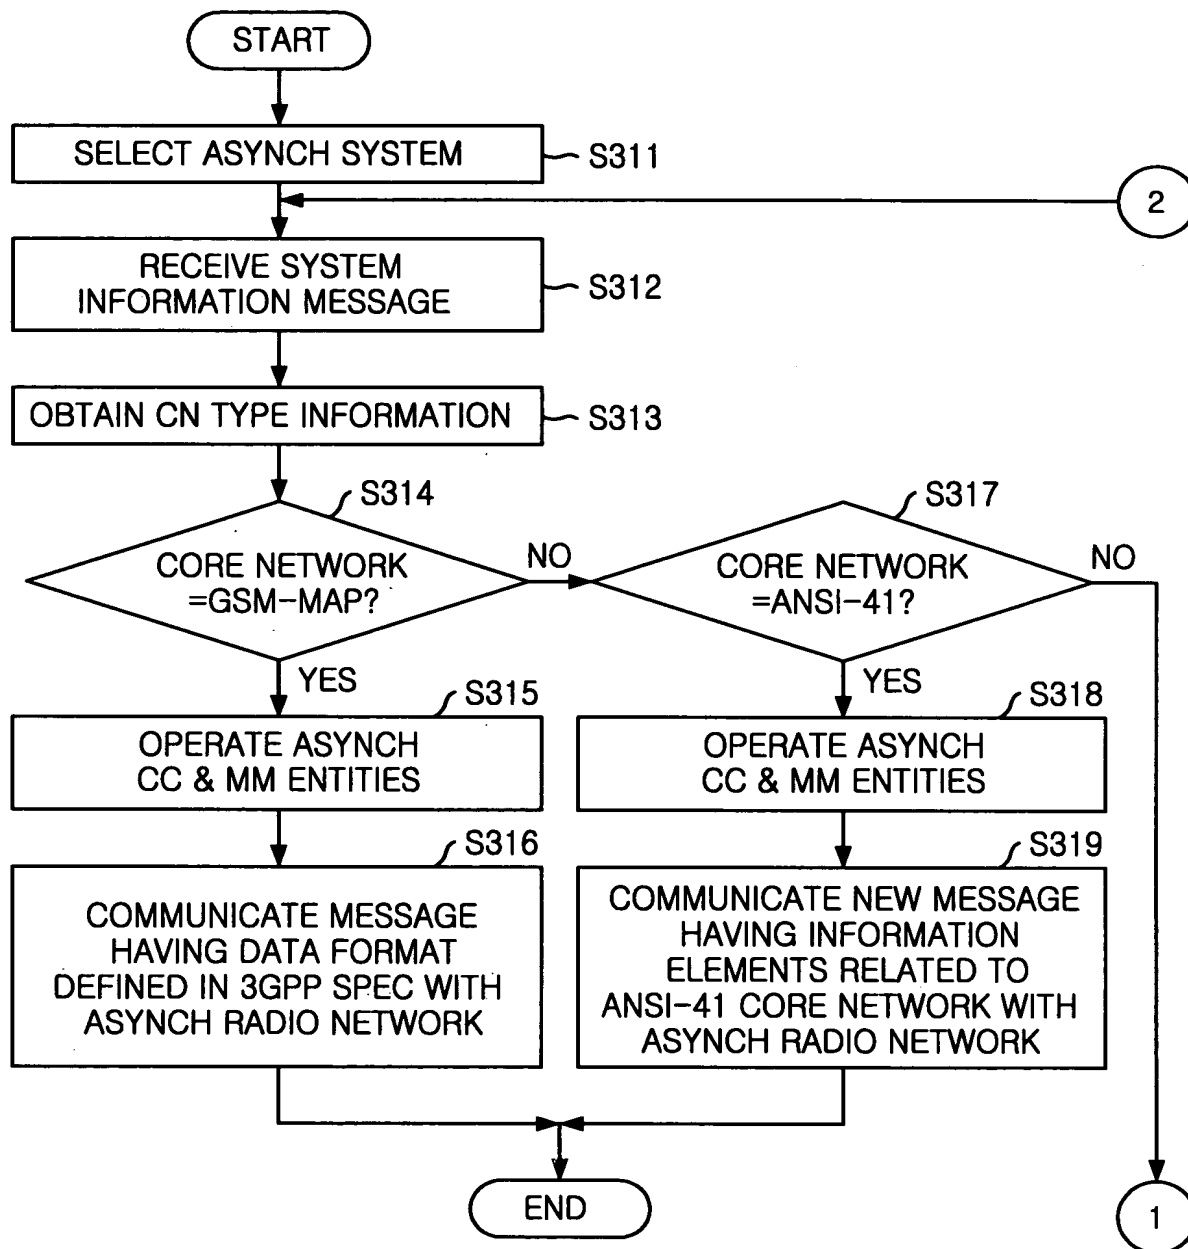 START
SELECT ASYNCH SYSTEM
S311
2
RECEIVE SYSTEM
INFORMATION MESSAGE
S312
OBTAIN CN TYPE INFORMATION
S313
S314
CORE NETWORK
=GSM-MAP?
NO
S317
CORE NETWORK
=ANSI-41?
NO
YES
S315
OPERATE ASYNCH
CC & MM ENTITIES
YES
S318
OPERATE ASYNCH
CC & MM ENTITIES
S316
COMMUNICATE MESSAGE
HAVING DATA FORMAT
DEFINED IN 3GPP SPEC WITH
ASYNCH RADIO NETWORK
S319
COMMUNICATE NEW MESSAGE
HAVING INFORMATION
ELEMENTS RELATED TO
ANSI-41 CORE NETWORK WITH
ASYNCH RADIO NETWORK
END
1